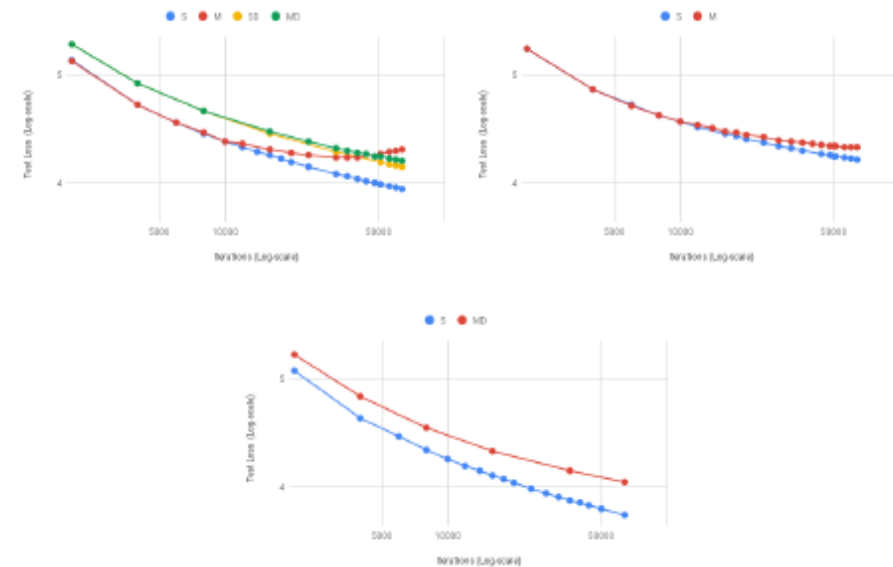 S M SD MD
5
4
Test Loss (Log-scale)
5000 10000 50000
Iterations (Log-scale)
S M
5
4
Test Loss (Log-scale)
5000 10000 50000
Iterations (Log-scale)
S MD
5
4
Test Loss (Log-scale)
5000 10000 50000
Iterations (Log-scale)